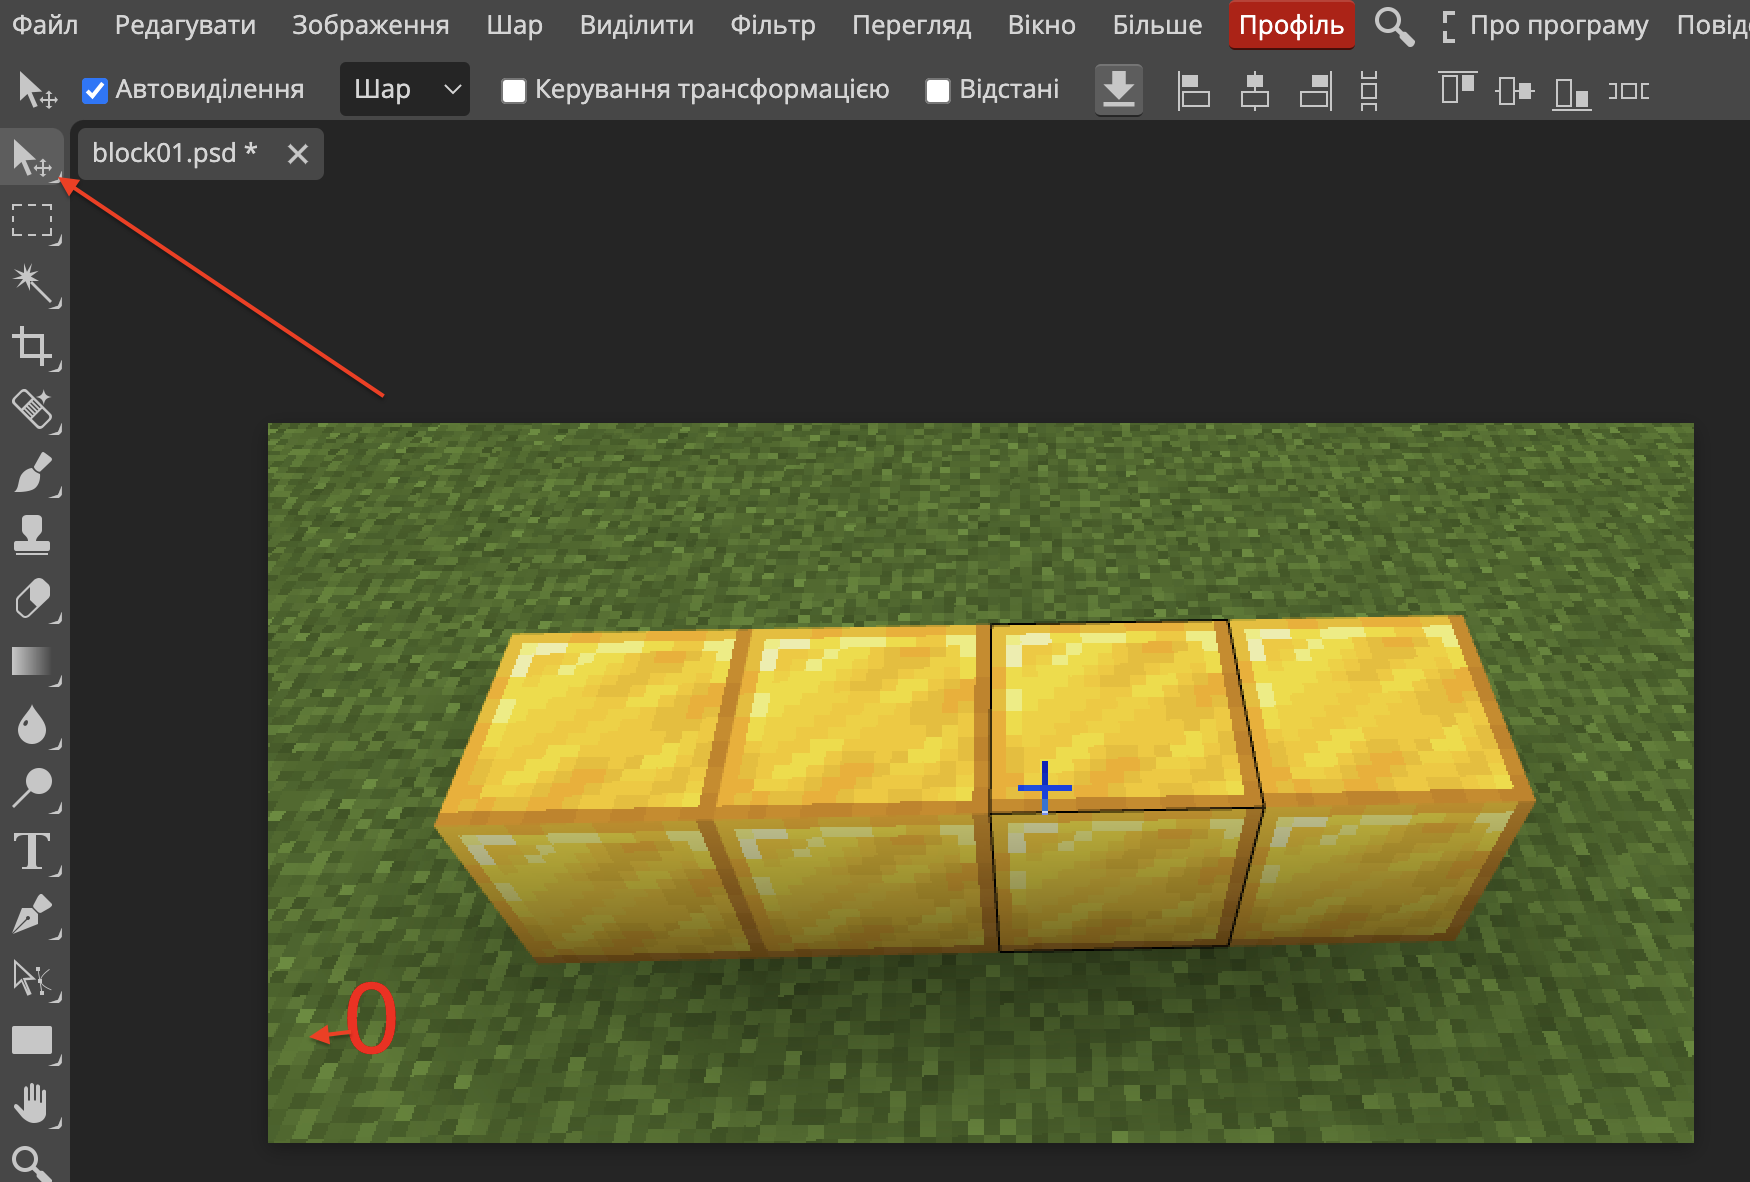 Файл Редагувати Зображення Шар Виділити Фільтр Перегляд Вікно Більше Профіль Про програму
Автовиділення Шар Керування трансформацією Відстані
block01.psd *
0